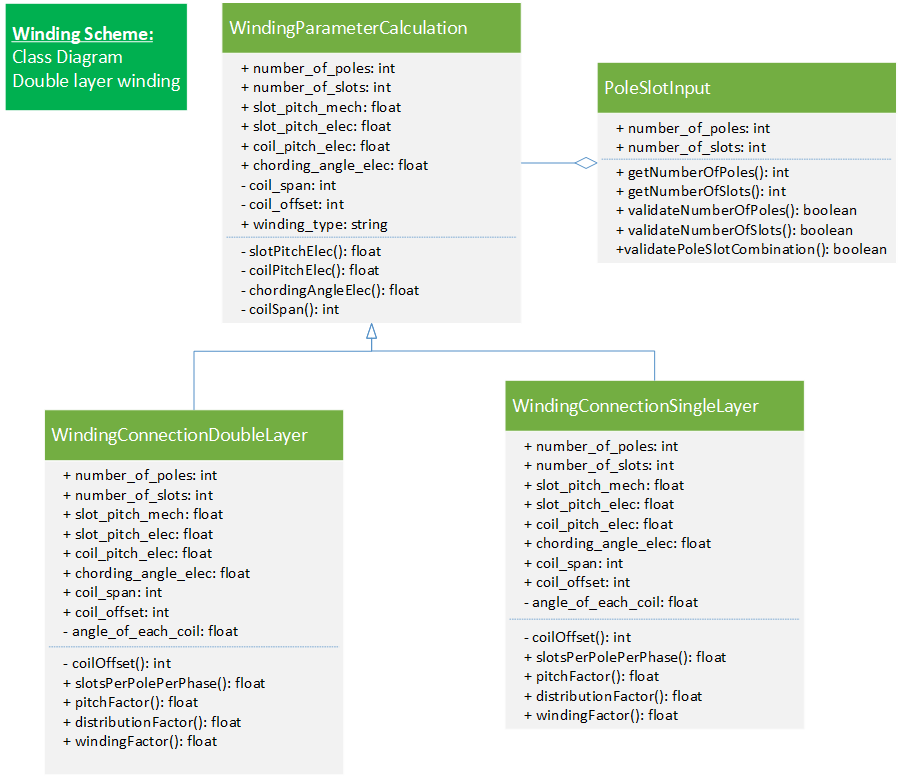 Winding Scheme:
Class Diagram
Double layer winding
WindingParameterCalculation
+ number_of_poles: int
+ number_of_slots: int
+ slot_pitch_mech: float
+ slot_pitch_elec: float
+ coil_pitch_elec: float
+ chording_angle_elec: float
- coil_span: int
- coil_offset: int
+ winding_type: string
- slotPitchElec(): float
- coilPitchElec(): float
- chordingAngleElec(): float
- coilSpan(): int
PoleSlotInput
+ number_of_poles: int
+ number_of_slots: int
+ getNumberOfPoles(): int
+ getNumberOfSlots(): int
+ validateNumberOfPoles(): boolean
+ validateNumberOfSlots(): boolean
+validatePoleSlotCombination(): boolean
WindingConnectionDoubleLayer
+ number_of_poles: int
+ number_of_slots: int
+ slot_pitch_mech: float
+ slot_pitch_elec: float
+ coil_pitch_elec: float
+ chording_angle_elec: float
+ coil_span: int
+ coil_offset: int
- angle_of_each_coil: float
- coilOffset(): int
+ slotsPerPolePerPhase(): float
+ pitchFactor(): float
+ distributionFactor(): float
+ windingFactor(): float
WindingConnectionSingleLayer
+ number_of_poles: int
+ number_of_slots: int
+ slot_pitch_mech: float
+ slot_pitch_elec: float
+ coil_pitch_elec: float
+ chording_angle_elec: float
+ coil_span: int
+ coil_offset: int
- angle_of_each_coil: float
- coilOffset(): int
+ slotsPerPolePerPhase(): float
+ pitchFactor(): float
+ distributionFactor(): float
+ windingFactor(): float